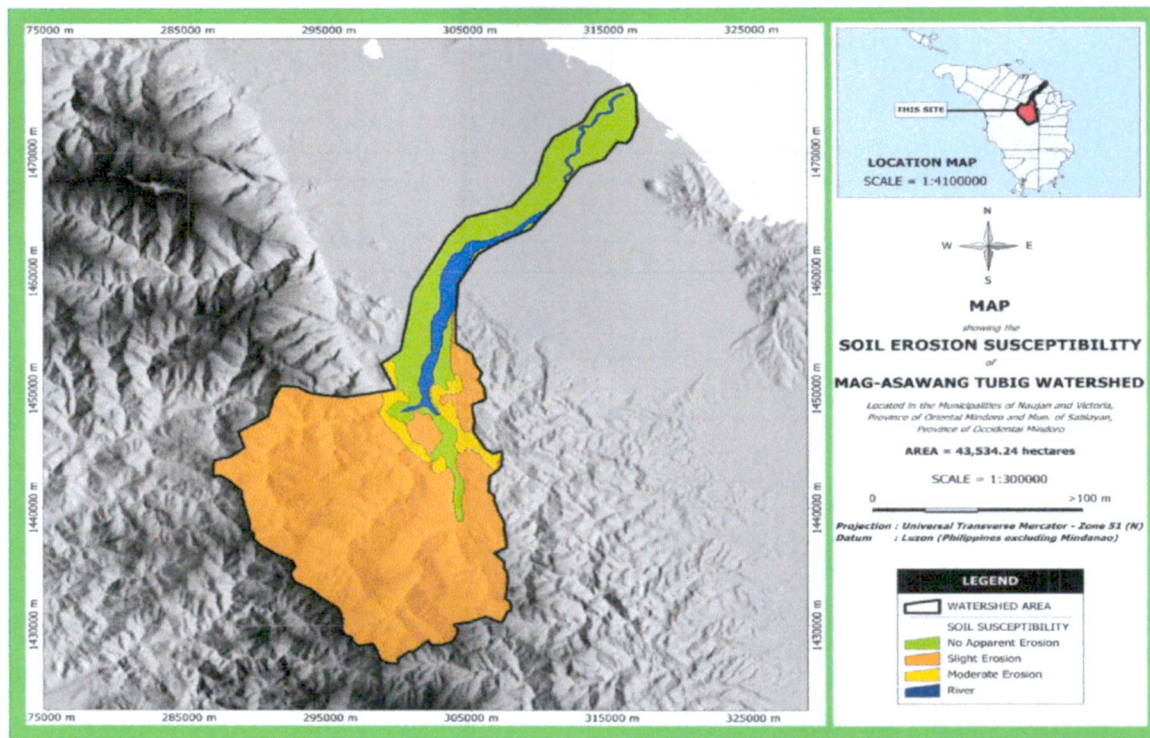 75000 m 285000 m 295000 m 305000 m 315000 m 325000 m
1470000 m
1460000 m
1450000 m
1440000 m
1430000 m
1470000 m
1460000 m
1450000 m
1440000 m
1430000 m
75000 m 285000 m 295000 m 305000 m 315000 m 325000 m
THIS SITE
LOCATION MAP
SCALE = 1:4100000
N
W E
S
MAP
showing the
SOIL EROSION SUSCEPTIBILITY
of
MAG-ASAWANG TUBIG WATERSHED
Located in the Municipalities of Naujan and Victoria,
Province of Oriental Mindoro and Mun. of Sablayan,
Province of Occidental Mindoro
AREA = 43,534.24 hectares
SCALE = 1:300000
0 >100 m
Projection : Universal Transverse Mercator - Zone 51 (N)
Datum : Luzon (Philippines excluding Mindanao)
LEGEND
WATERSHED AREA
SOIL SUSCEPTIBILITY
No Apparent Erosion
Slight Erosion
Moderate Erosion
River